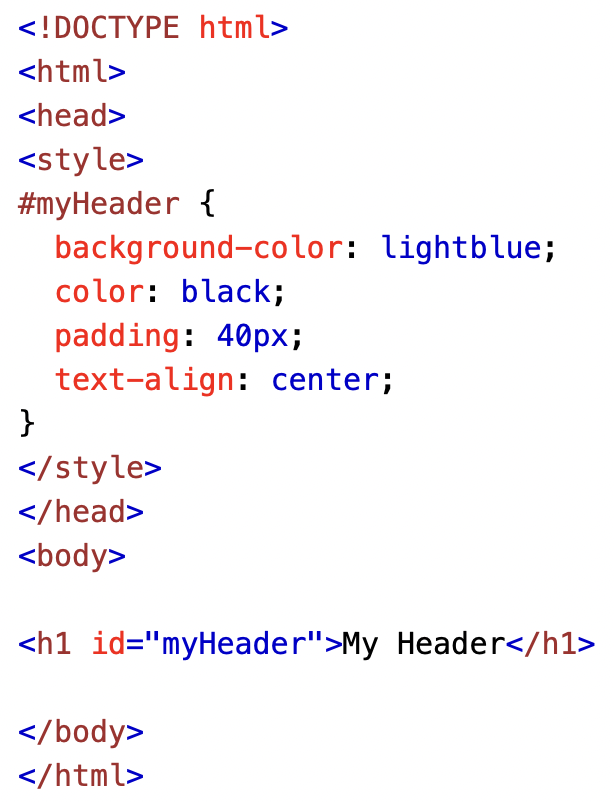 <!DOCTYPE html>
<html>
<head>
<style>
#myHeader {
  background-color: lightblue;
  color: black;
  padding: 40px;
  text-align: center;
}
</style>
</head>
<body>

<h1 id="myHeader">My Header</h1>

</body>
</html>